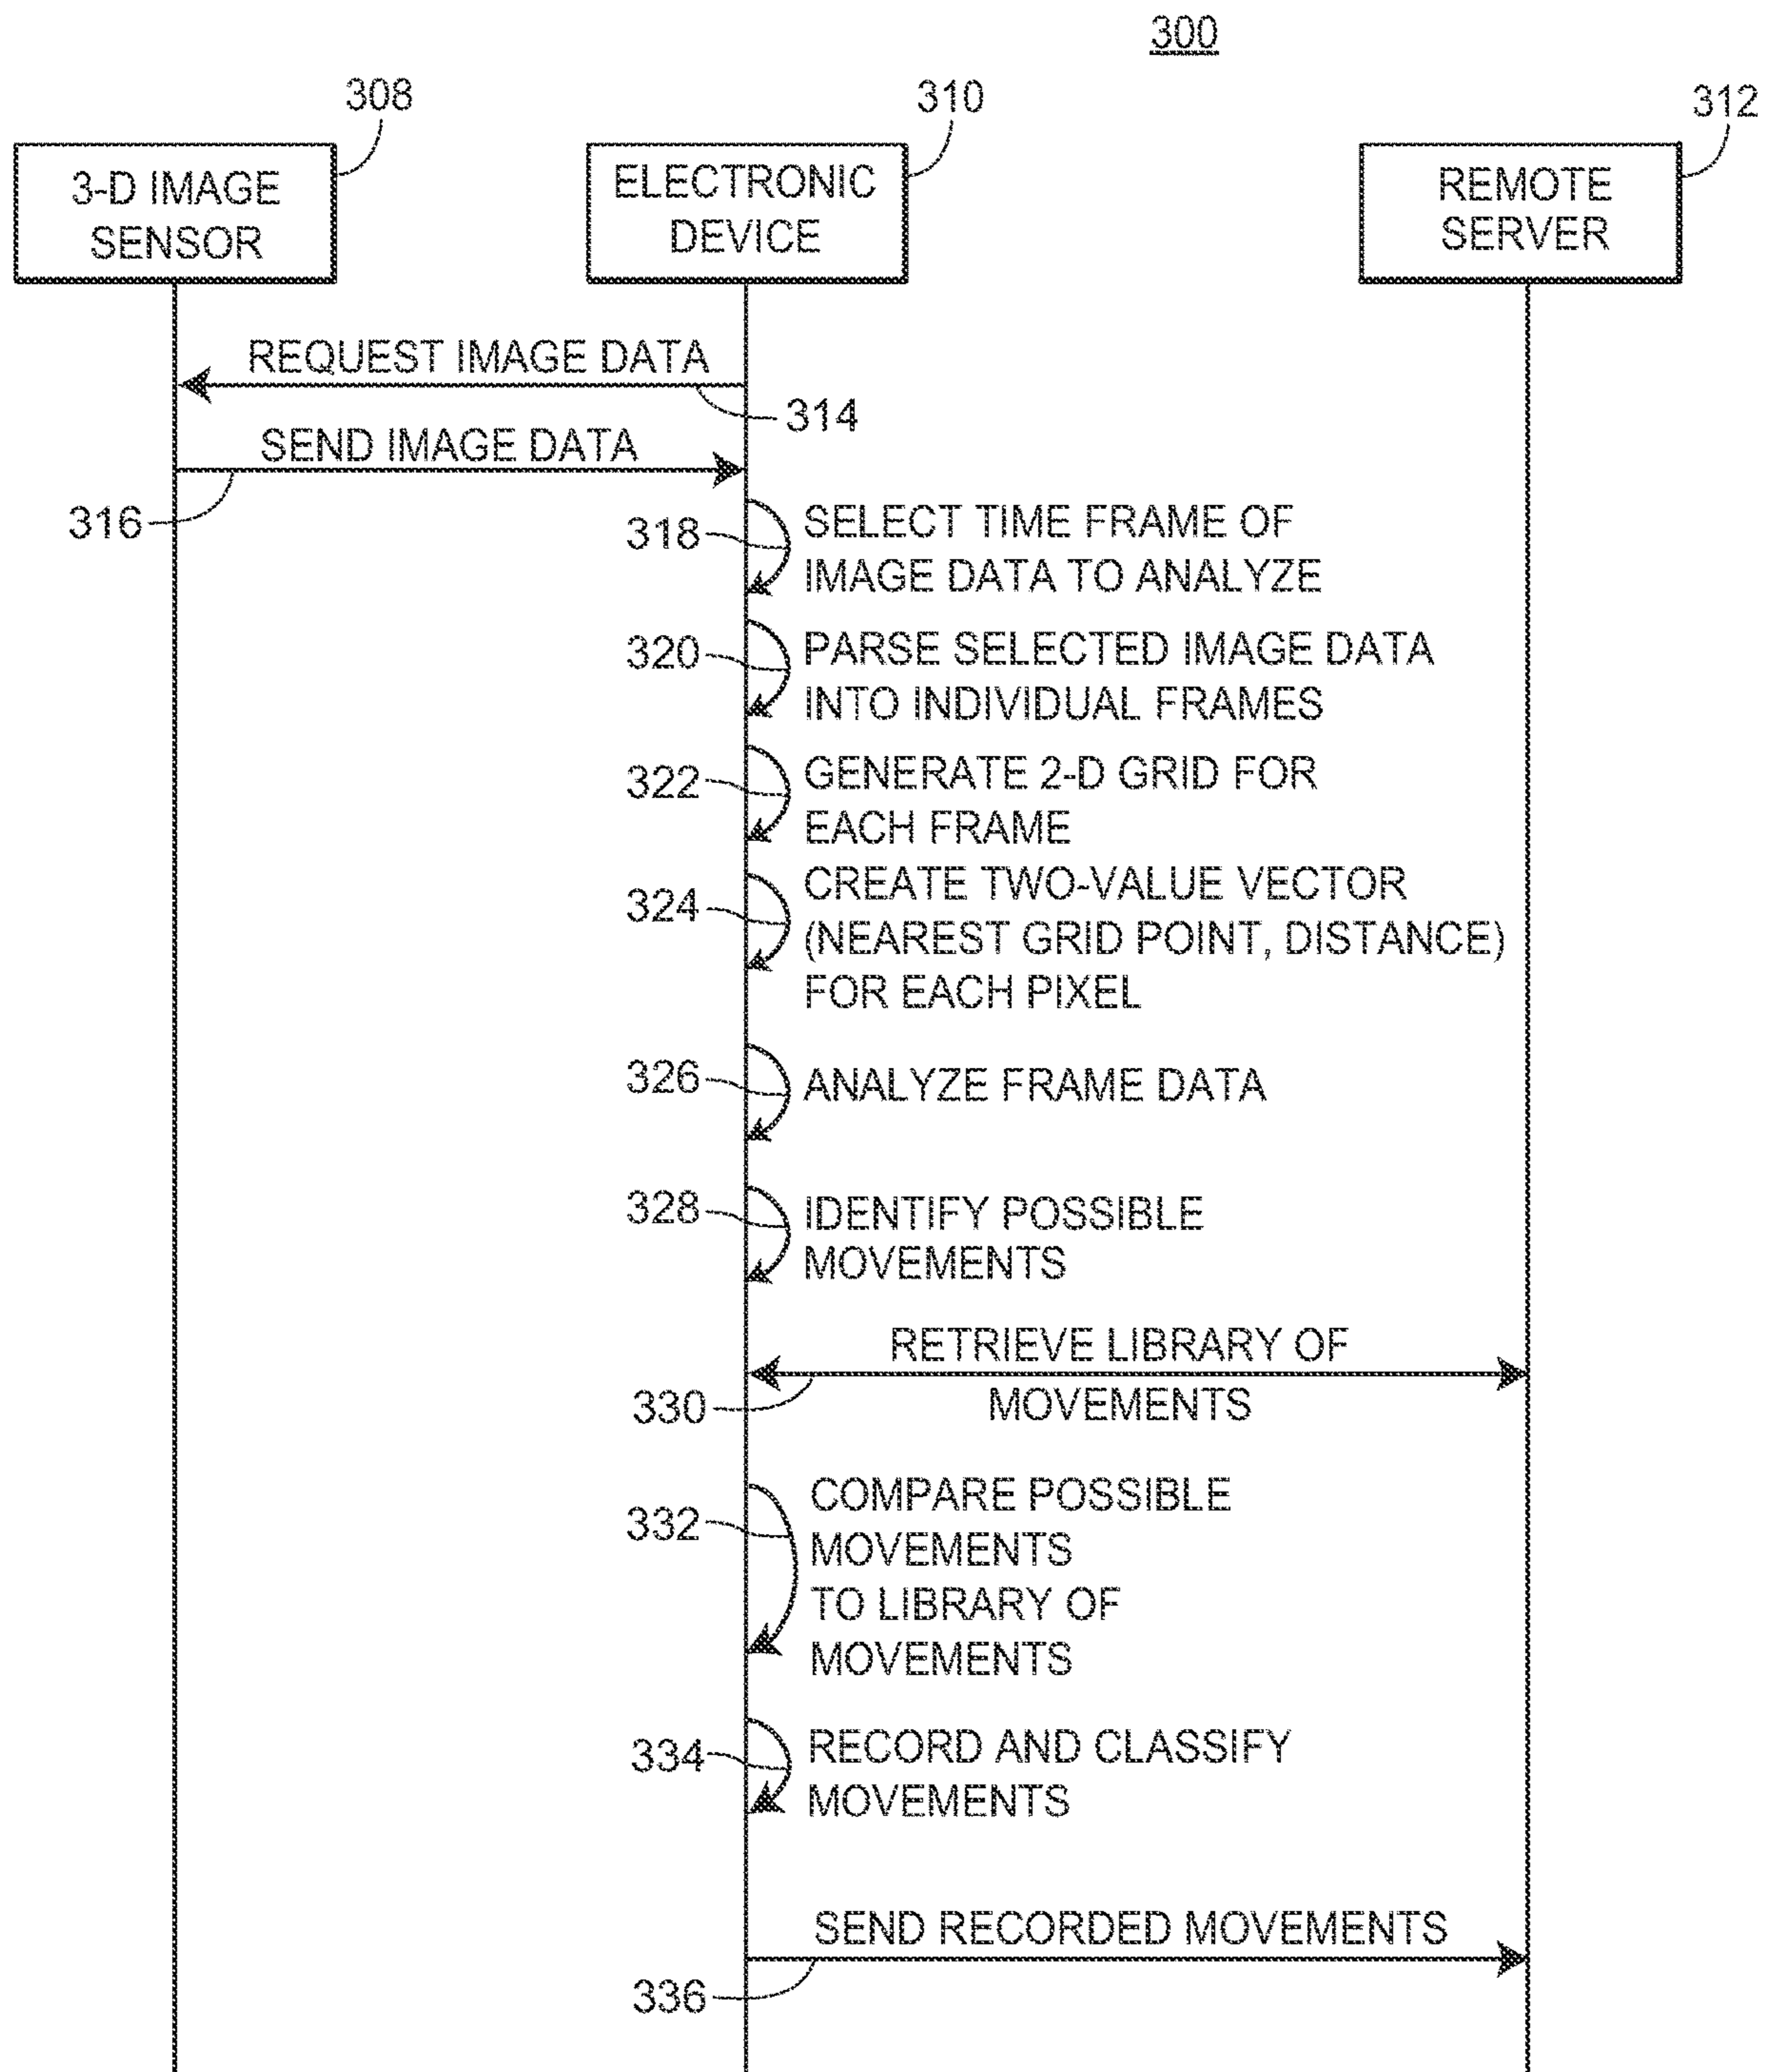 300
308
310
312
3-D IMAGE
SENSOR
ELECTRONIC
DEVICE
REMOTE
SERVER
REQUEST IMAGE DATA
314
SEND IMAGE DATA
316
318
SELECT TIME FRAME OF
IMAGE DATA TO ANALYZE
320
PARSE SELECTED IMAGE DATA
INTO INDIVIDUAL FRAMES
322
GENERATE 2-D GRID FOR
EACH FRAME
324
CREATE TWO-VALUE VECTOR
(NEAREST GRID POINT, DISTANCE)
FOR EACH PIXEL
326
ANALYZE FRAME DATA
328
IDENTIFY POSSIBLE
MOVEMENTS
RETRIEVE LIBRARY OF
MOVEMENTS
330
332
COMPARE POSSIBLE
MOVEMENTS
TO LIBRARY OF
MOVEMENTS
334
RECORD AND CLASSIFY
MOVEMENTS
SEND RECORDED MOVEMENTS
336